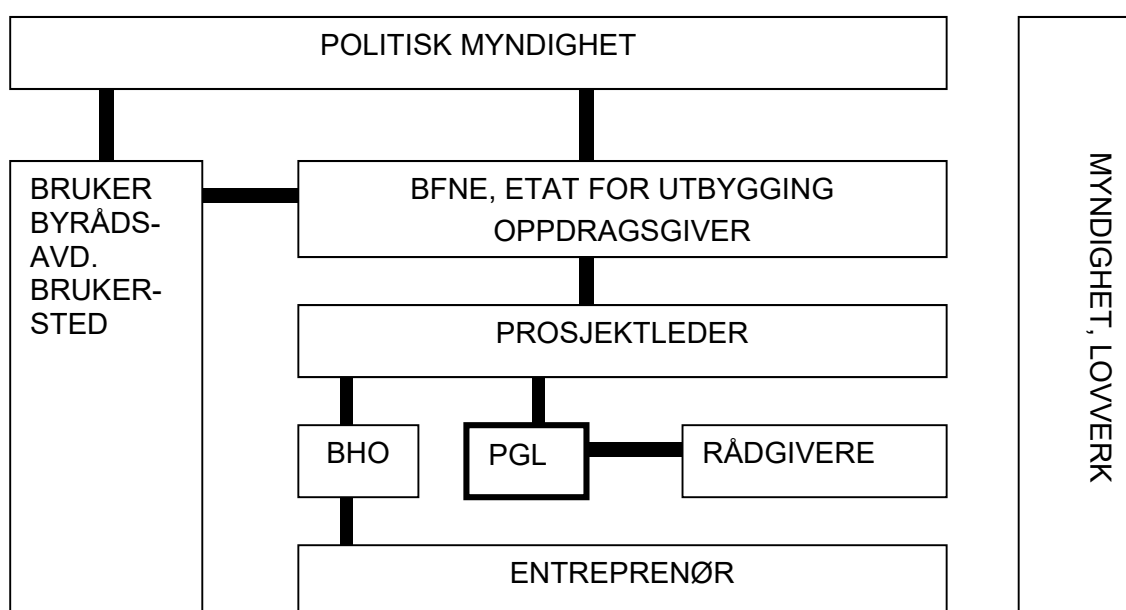 POLITISK MYNDIGHET
BRUKER
BYRÅDS-
AVD.
BRUKER-
STED
BFNE, ETAT FOR UTBYGGING
OPPDRAGSGIVER
PROSJEKTLEDER
BHO
PGL
RÅDGIVERE
ENTREPRENØR
MYNDIGHET, LOVVERK